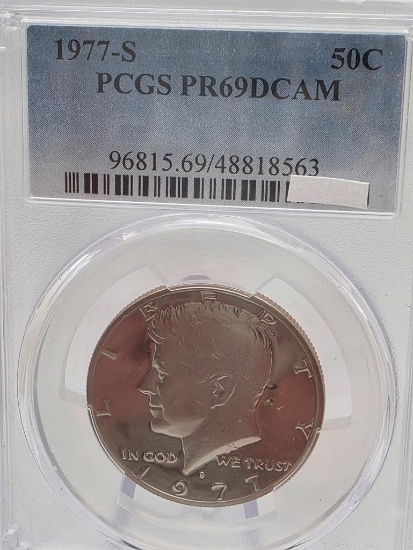 1977-S 50C
PCGS PR69DCAM
96815.69/48818563
LIBERTY
IN GOD WE TRUST
S
1977